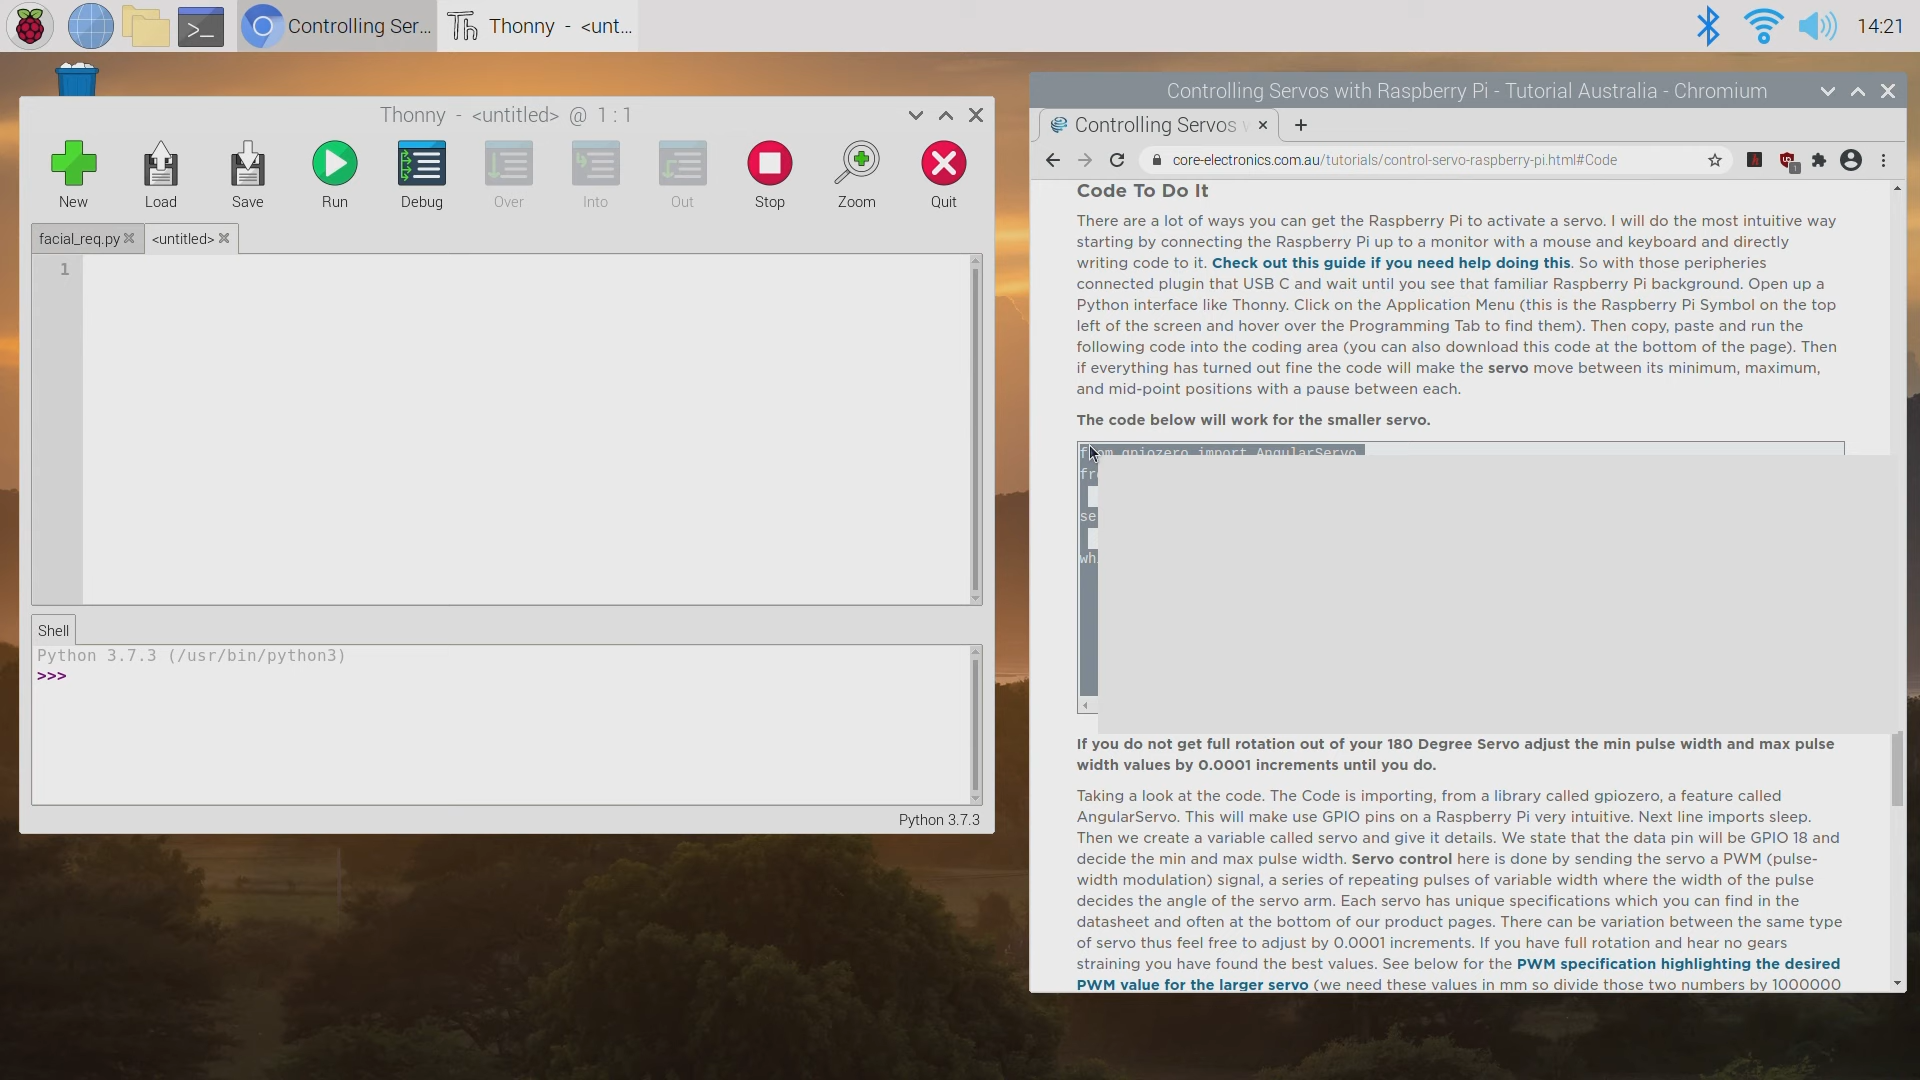 Controlling Ser...
Thonny - <unt...
14:21
Thonny - <untitled> @ 1:1
New
Load
Save
Run
Debug
Over
Into
Out
Stop
Zoom
Quit
facial_req.py
<untitled>
1
Shell
Python 3.7.3 (/usr/bin/python3)
>>>
Python 3.7.3
Controlling Servos with Raspberry Pi - Tutorial Australia - Chromium
Controlling Servos
core-electronics.com.au/tutorials/control-servo-raspberry-pi.html#Code
Code To Do It
There are a lot of ways you can get the Raspberry Pi to activate a servo. I will do the most intuitive way
starting by connecting the Raspberry Pi up to a monitor with a mouse and keyboard and directly
writing code to it. Check out this guide if you need help doing this. So with those peripheries
connected plugin that USB C and wait until you see that familiar Raspberry Pi background. Open up a
Python interface like Thonny. Click on the Application Menu (this is the Raspberry Pi Symbol on the top
left of the screen and hover over the Programming Tab to find them). Then copy, paste and run the
following code into the coding area (you can also download this code at the bottom of the page). Then
if everything has turned out fine the code will make the servo move between its minimum, maximum,
and mid-point positions with a pause between each.
The code below will work for the smaller servo.
from gpiozero import AngularServo
fr
se
whi
If you do not get full rotation out of your 180 Degree Servo adjust the min pulse width and max pulse
width values by 0.0001 increments until you do.
Taking a look at the code. The Code is importing, from a library called gpiozero, a feature called
AngularServo. This will make use GPIO pins on a Raspberry Pi very intuitive. Next line imports sleep.
Then we create a variable called servo and give it details. We state that the data pin will be GPIO 18 and
decide the min and max pulse width. Servo control here is done by sending the servo a PWM (pulse-
width modulation) signal, a series of repeating pulses of variable width where the width of the pulse
decides the angle of the servo arm. Each servo has unique specifications which you can find in the
datasheet and often at the bottom of our product pages. There can be variation between the same type
of servo thus feel free to adjust by 0.0001 increments. If you have full rotation and hear no gears
straining you have found the best values. See below for the PWM specification highlighting the desired
PWM value for the larger servo (we need these values in mm so divide those two numbers by 1000000